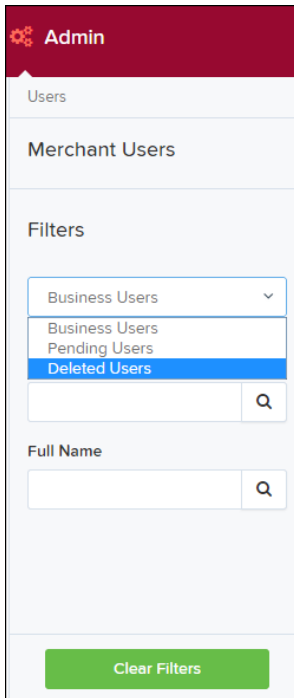 Admin
Users
Merchant Users
Filters
Business Users
Business Users
Pending Users
Deleted Users
Full Name
Clear Filters